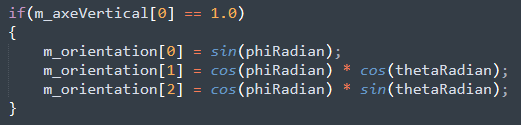 if(m_axeVertical[0] == 1.0)
{
    m_orientation[0] = sin(phiRadian);
    m_orientation[1] = cos(phiRadian) * cos(thetaRadian);
    m_orientation[2] = cos(phiRadian) * sin(thetaRadian);
}